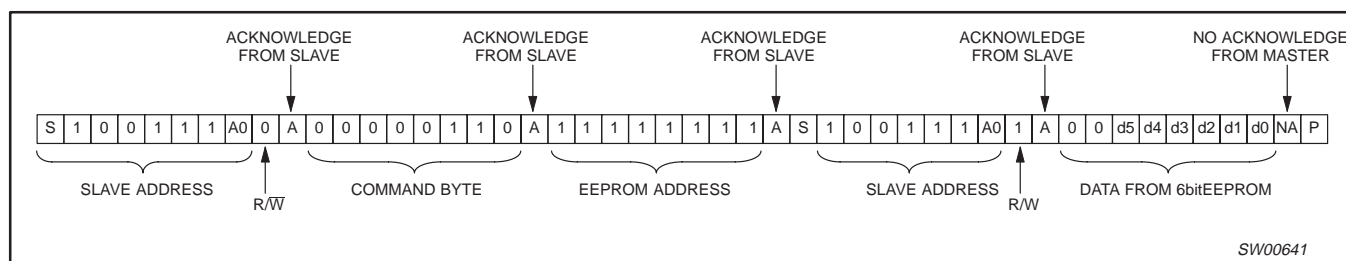 ACKNOWLEDGE FROM SLAVE
ACKNOWLEDGE FROM SLAVE
ACKNOWLEDGE FROM SLAVE
ACKNOWLEDGE FROM SLAVE
NO ACKNOWLEDGE FROM MASTER
S 1 0 0 1 1 1 A0 0 A 0 0 0 0 0 1 1 0 A 1 1 1 1 1 1 1 1 A S 1 0 0 1 1 1 A0 1 A 0 0 d5 d4 d3 d2 d1 d0 NA P
SLAVE ADDRESS
R/W̅
COMMAND BYTE
EEPROM ADDRESS
SLAVE ADDRESS
R/W
DATA FROM 6bitEEPROM
SW00641